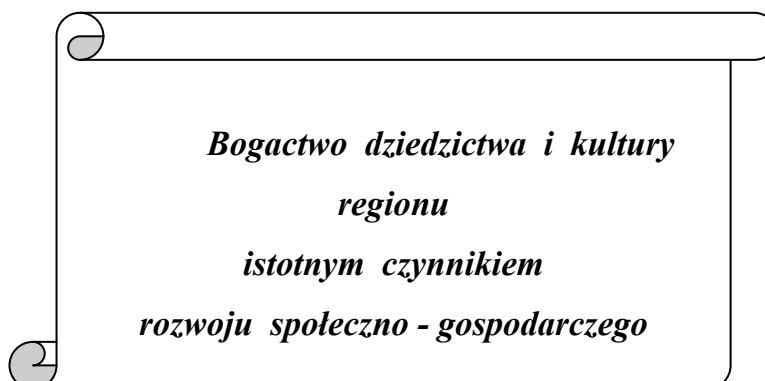 Bogactwo dziedzictwa i kultury
regionu
istotnym czynnikiem
rozwoju społeczno - gospodarczego